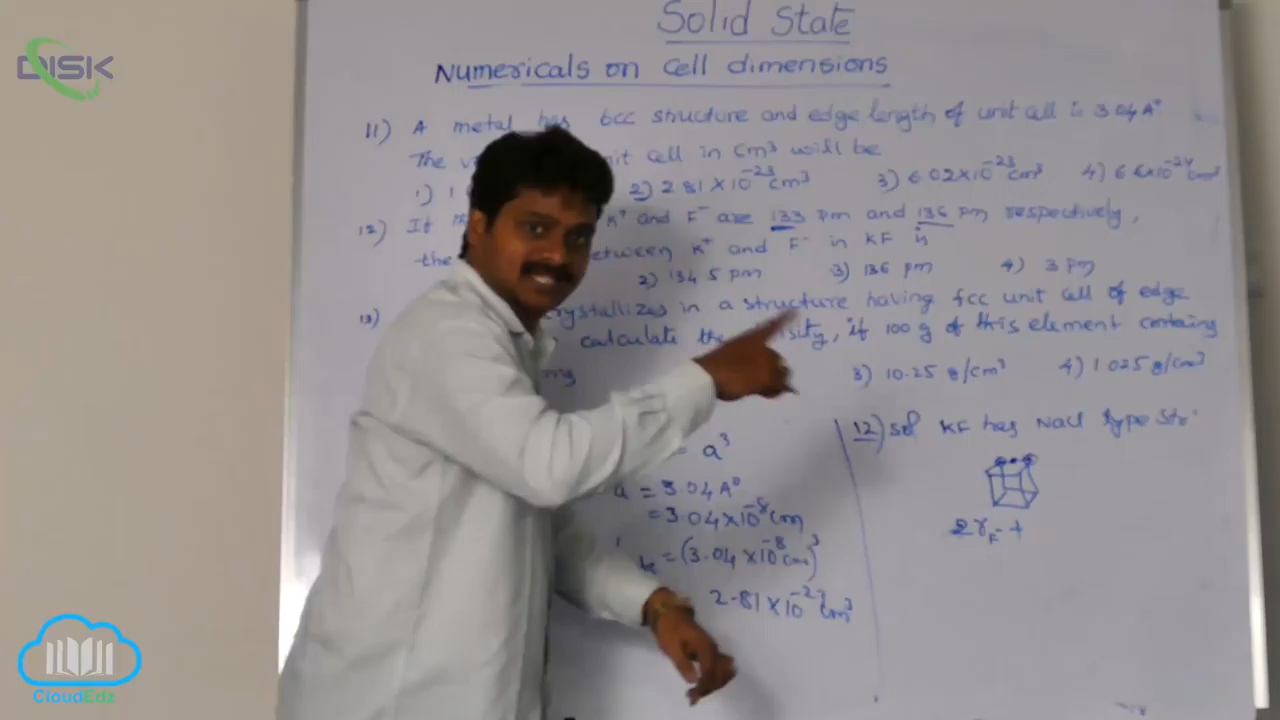 DISK
Solid State
Numericals on cell dimensions
11) A metal has bcc structure and edge length of unit cell is 3.04 A°
The unit cell in cm³ will be
1) 1 2) 2.81 × 10⁻²³ cm³ 3) 6.02 × 10⁻²³ cm³ 4) 6.6 × 10⁻²⁴ cm³
12) If K⁺ and F⁻ are 133 pm and 136 pm respectively,
the between K⁺ and F⁻ in KF is
2) 134.5 pm 3) 136 pm 4) 3 pm
13) crystallizes in a structure having fcc unit cell of edge
calculate the density, if 100 g of this element containing
3) 10.25 g/cm³ 4) 1.025 g/cm³
= a³
a = 3.04 A°
= 3.04 × 10⁻⁸ cm
= (3.04 × 10⁻⁸ cm)³
2.81 × 10⁻²³ cm³
12) Sol KF has NaCl type str
2r_F⁻ +
CloudEdz